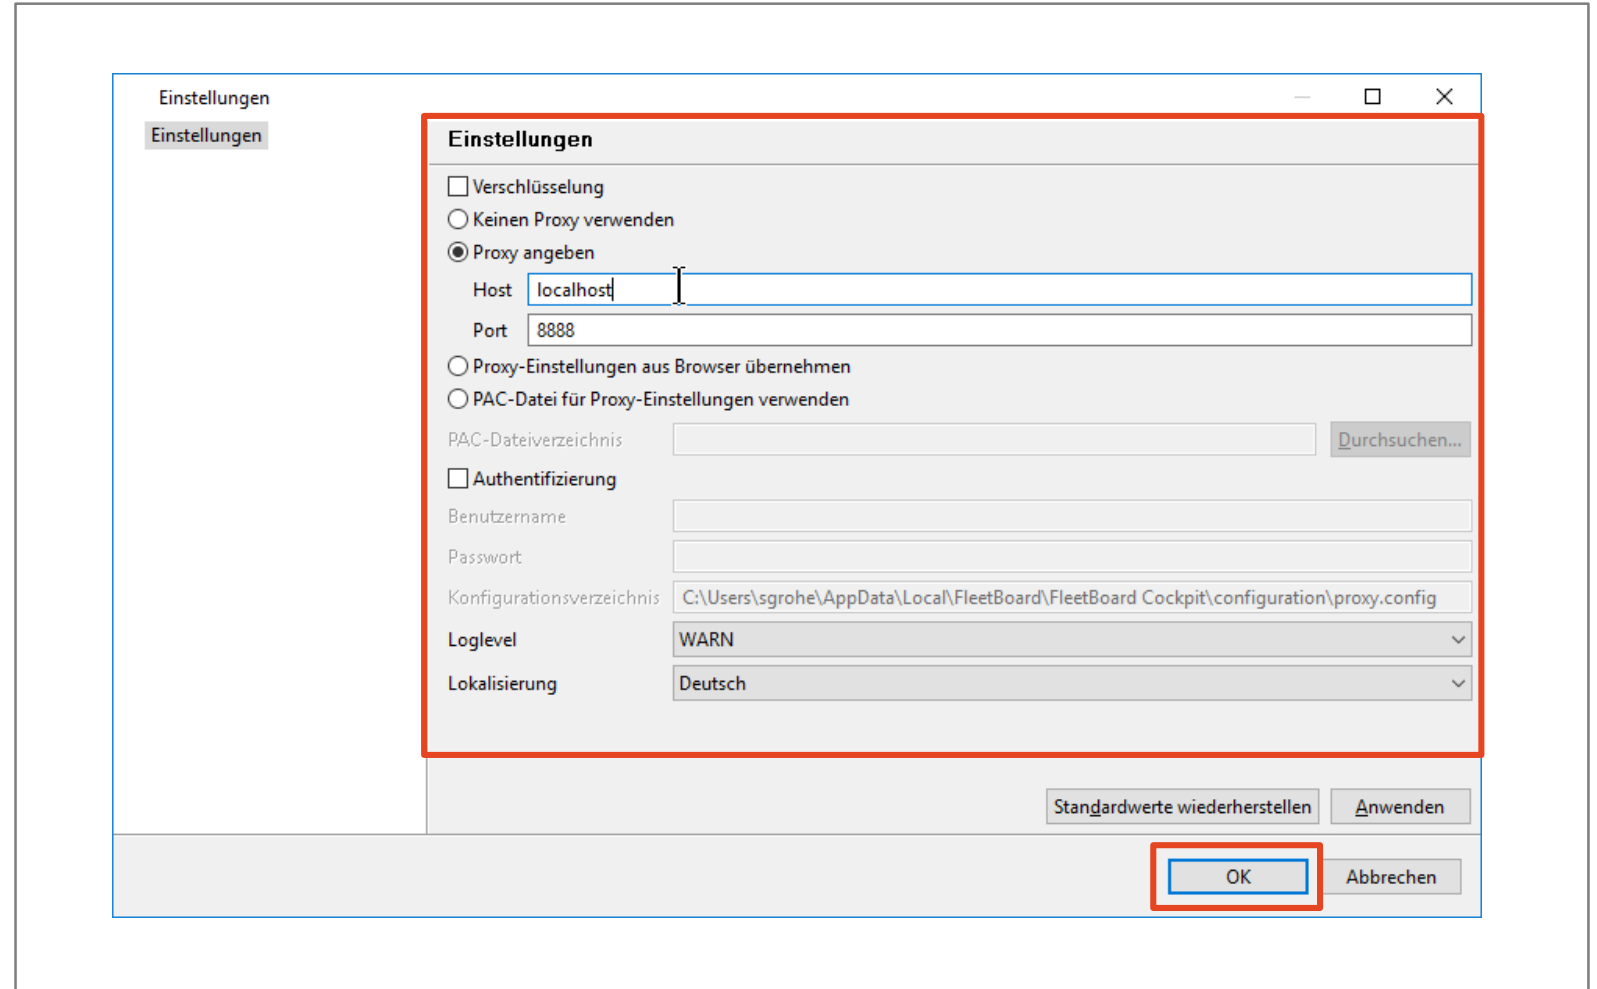 Einstellungen
Einstellungen
Einstellungen
Verschlüsselung
Keinen Proxy verwenden
Proxy angeben
Host localhost
Port 8888
Proxy-Einstellungen aus Browser übernehmen
PAC-Datei für Proxy-Einstellungen verwenden
PAC-Dateiverzeichnis Durchsuchen...
Authentifizierung
Benutzername
Passwort
Konfigurationsverzeichnis C:\Users\sgrohe\AppData\Local\FleetBoard\FleetBoard Cockpit\configuration\proxy.config
Loglevel WARN
Lokalisierung Deutsch
Standardwerte wiederherstellen Anwenden
OK Abbrechen